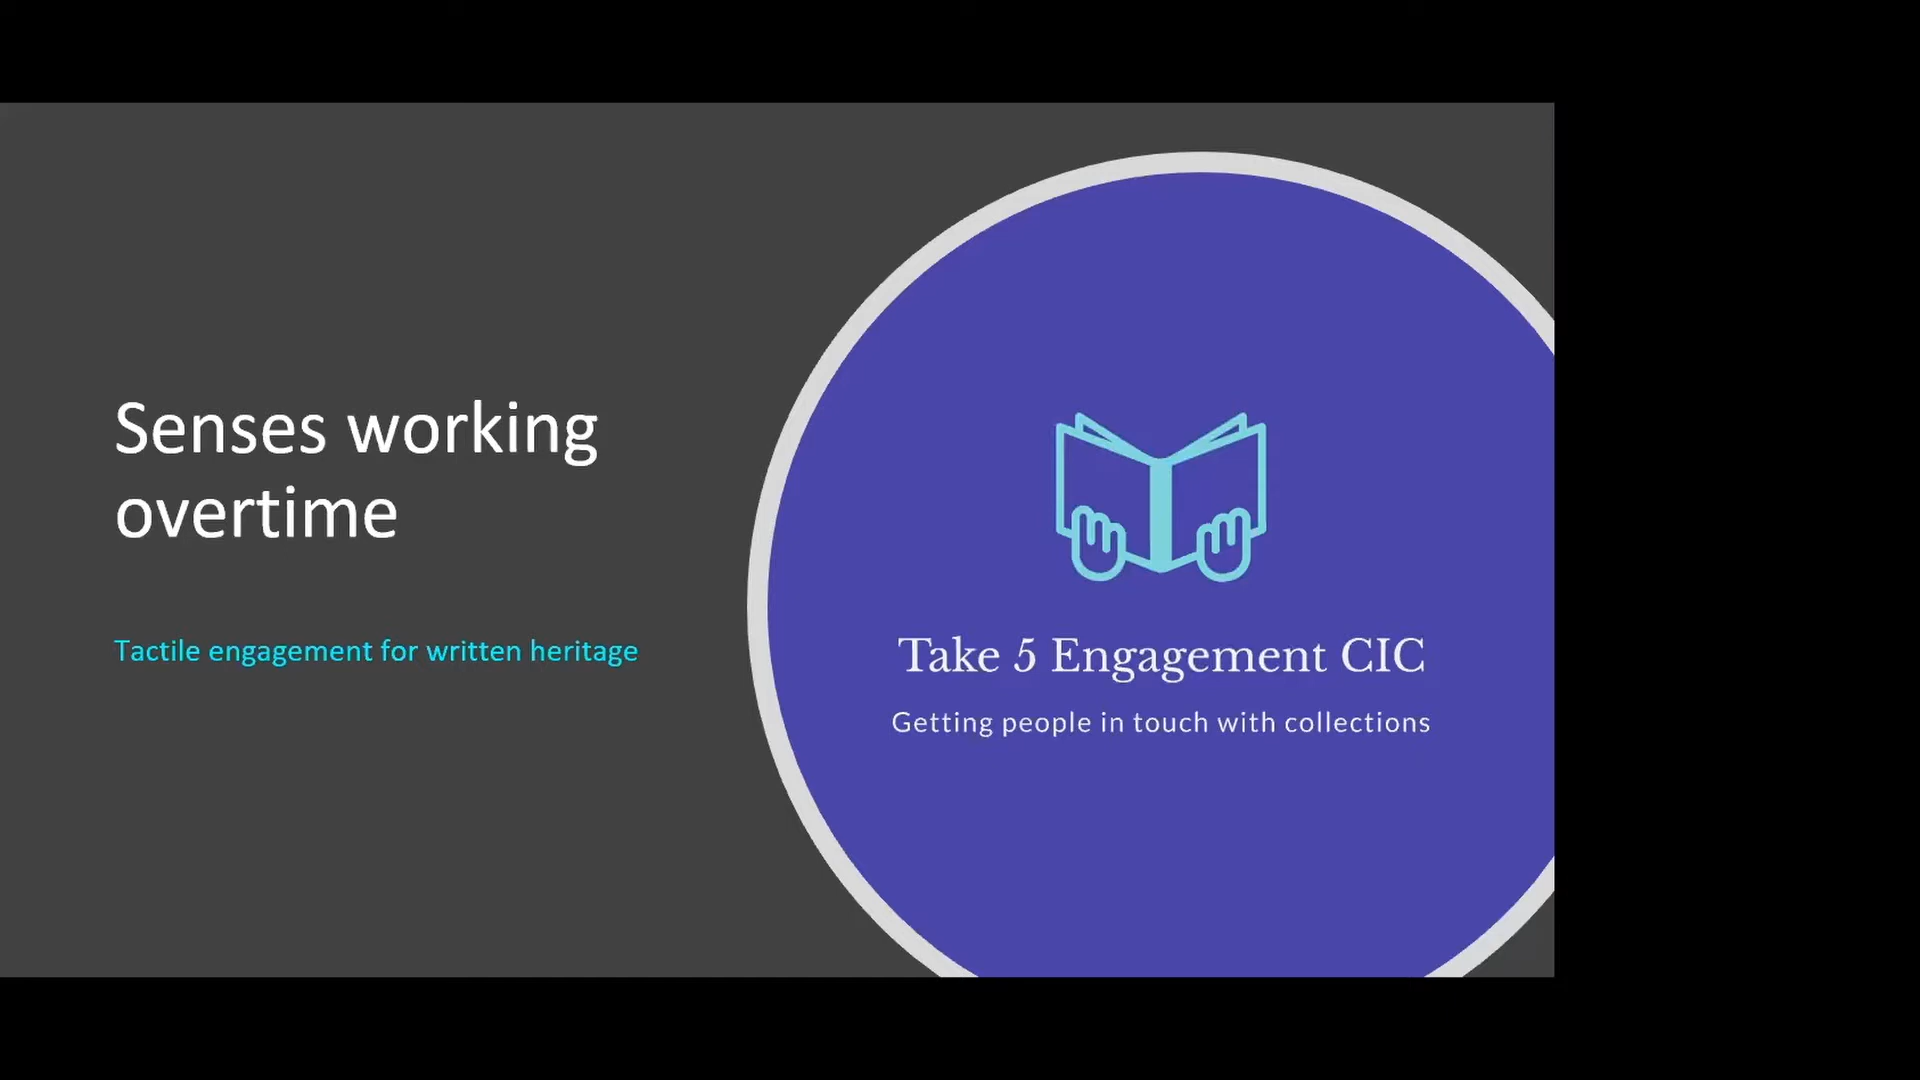 Senses working
overtime
Tactile engagement for written heritage
Take 5 Engagement CIC
Getting people in touch with collections